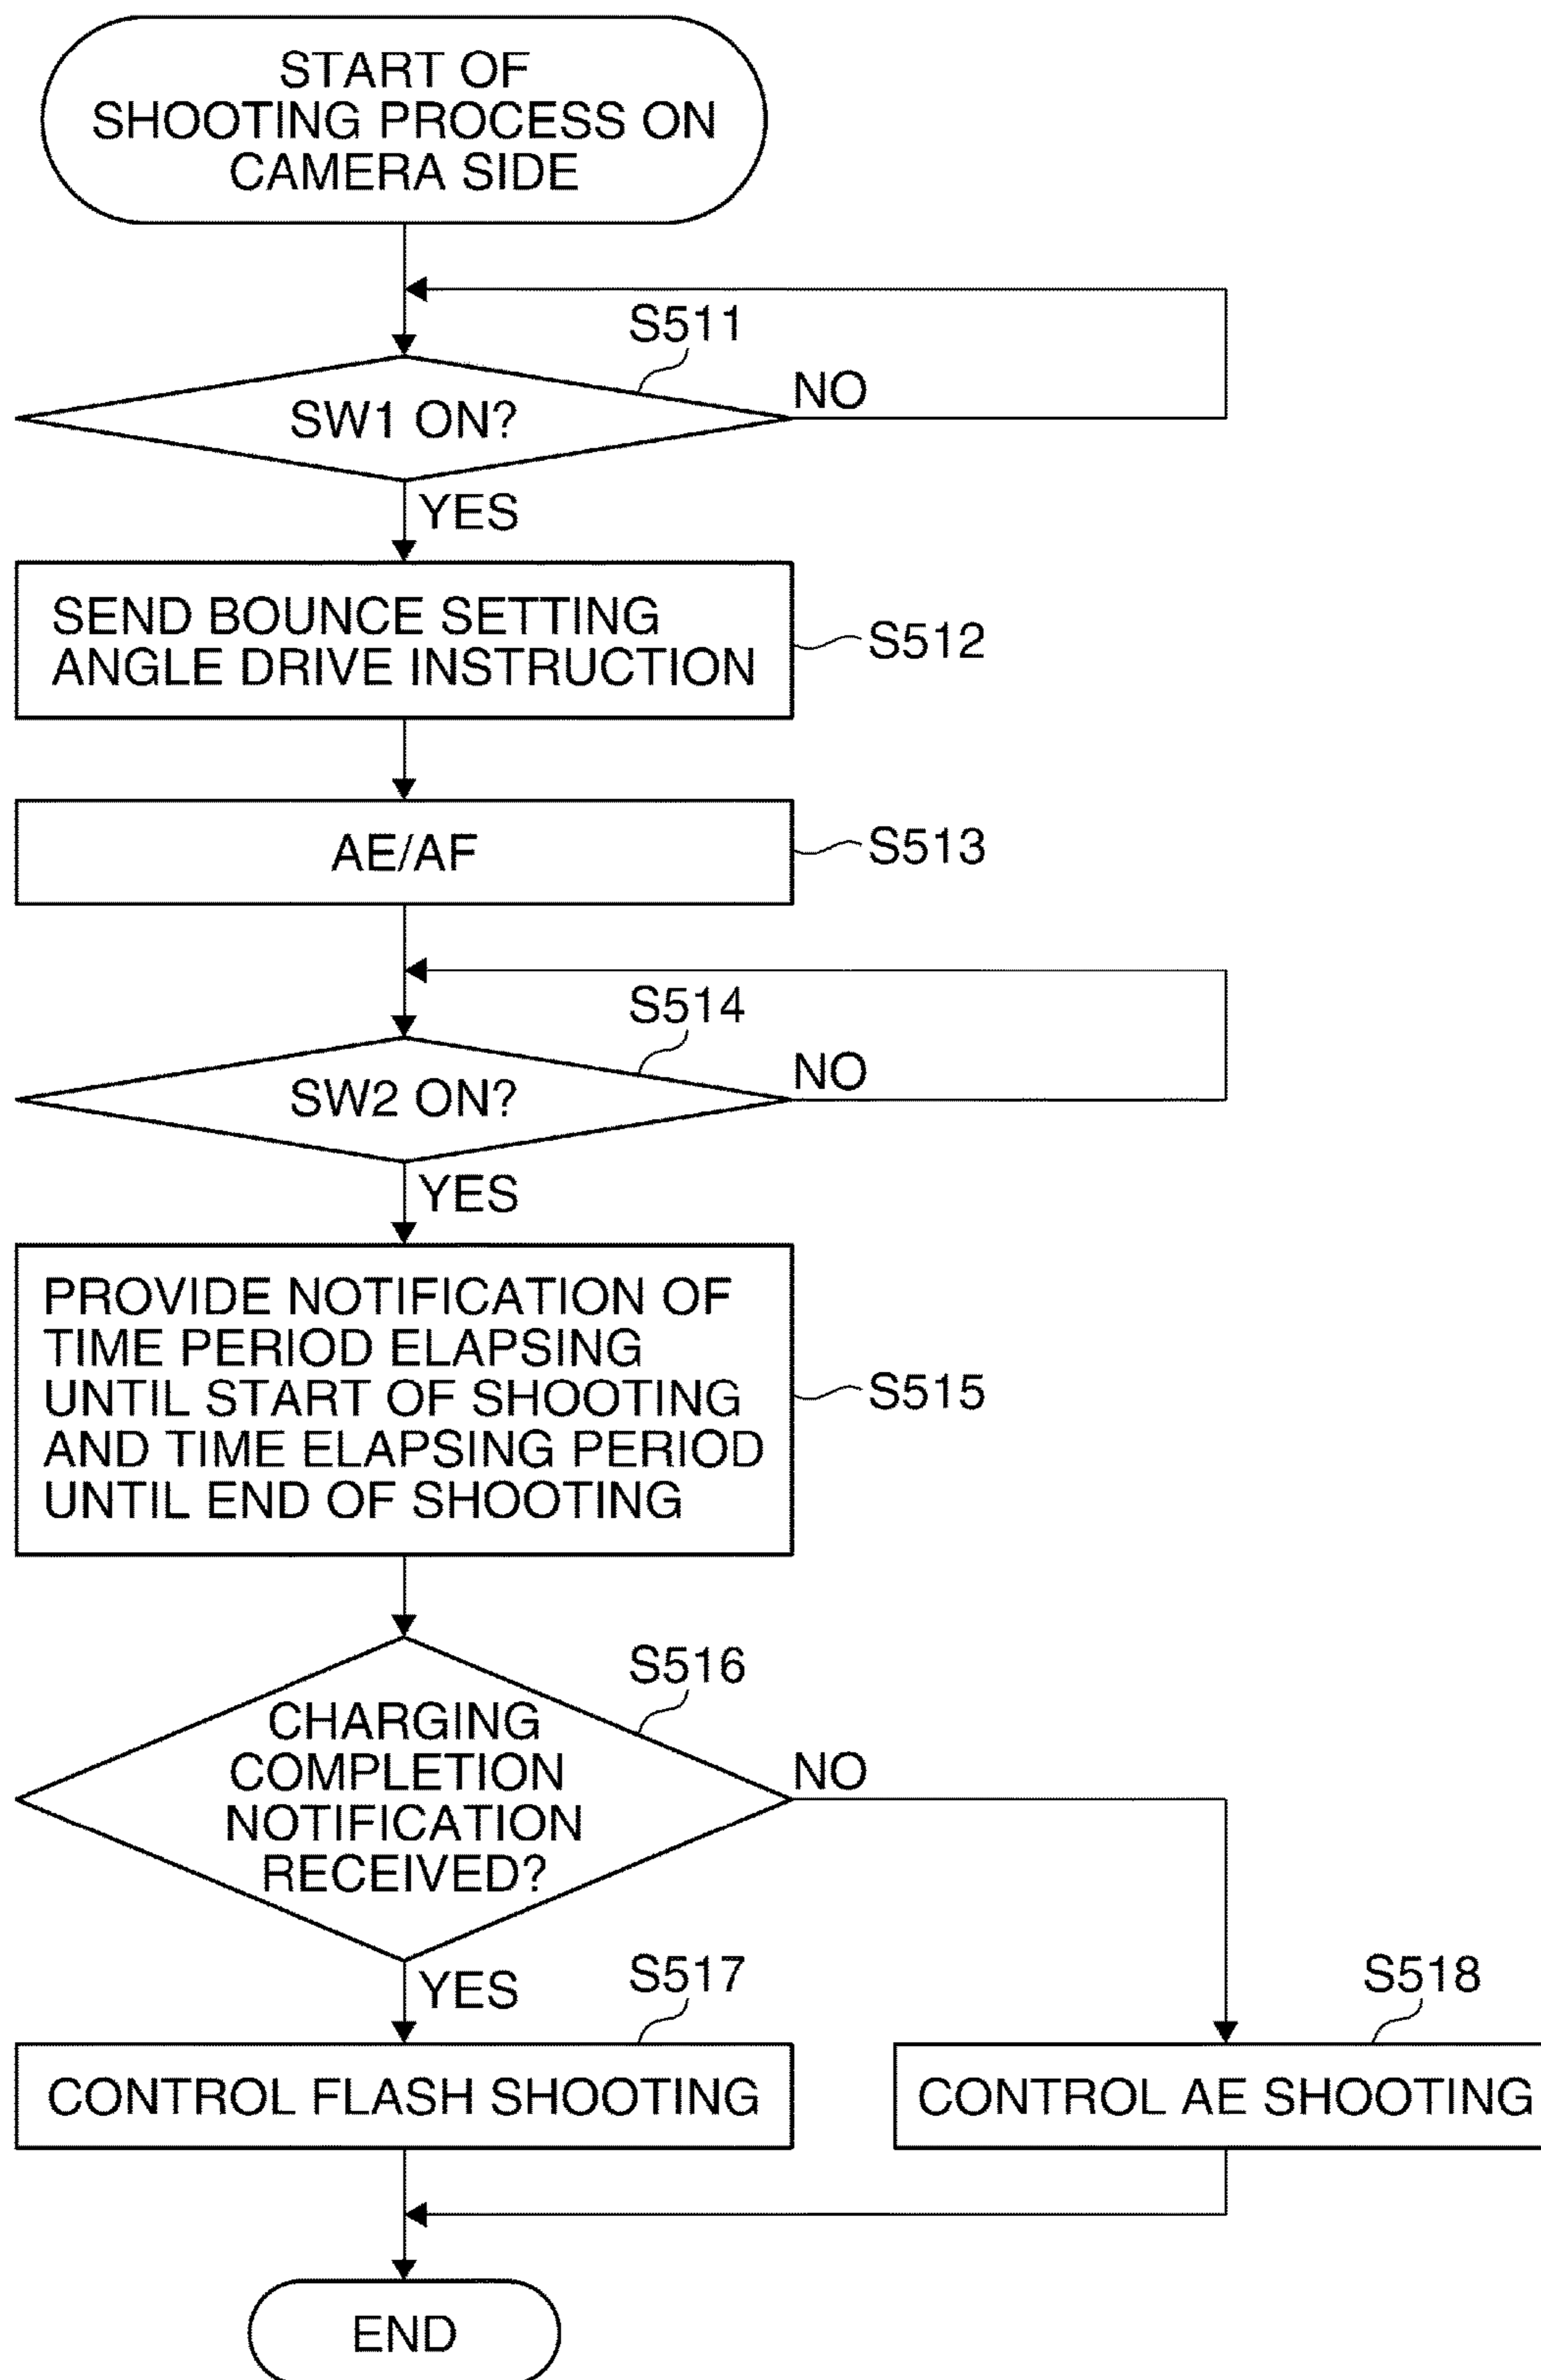 START OF
SHOOTING PROCESS ON
CAMERA SIDE
S511
SW1 ON?
NO
YES
SEND BOUNCE SETTING
ANGLE DRIVE INSTRUCTION
S512
AE/AF
S513
S514
SW2 ON?
NO
YES
PROVIDE NOTIFICATION OF
TIME PERIOD ELAPSING
UNTIL START OF SHOOTING
AND TIME ELAPSING PERIOD
UNTIL END OF SHOOTING
S515
S516
CHARGING
COMPLETION
NOTIFICATION
RECEIVED?
NO
YES
S517
S518
CONTROL FLASH SHOOTING
CONTROL AE SHOOTING
END